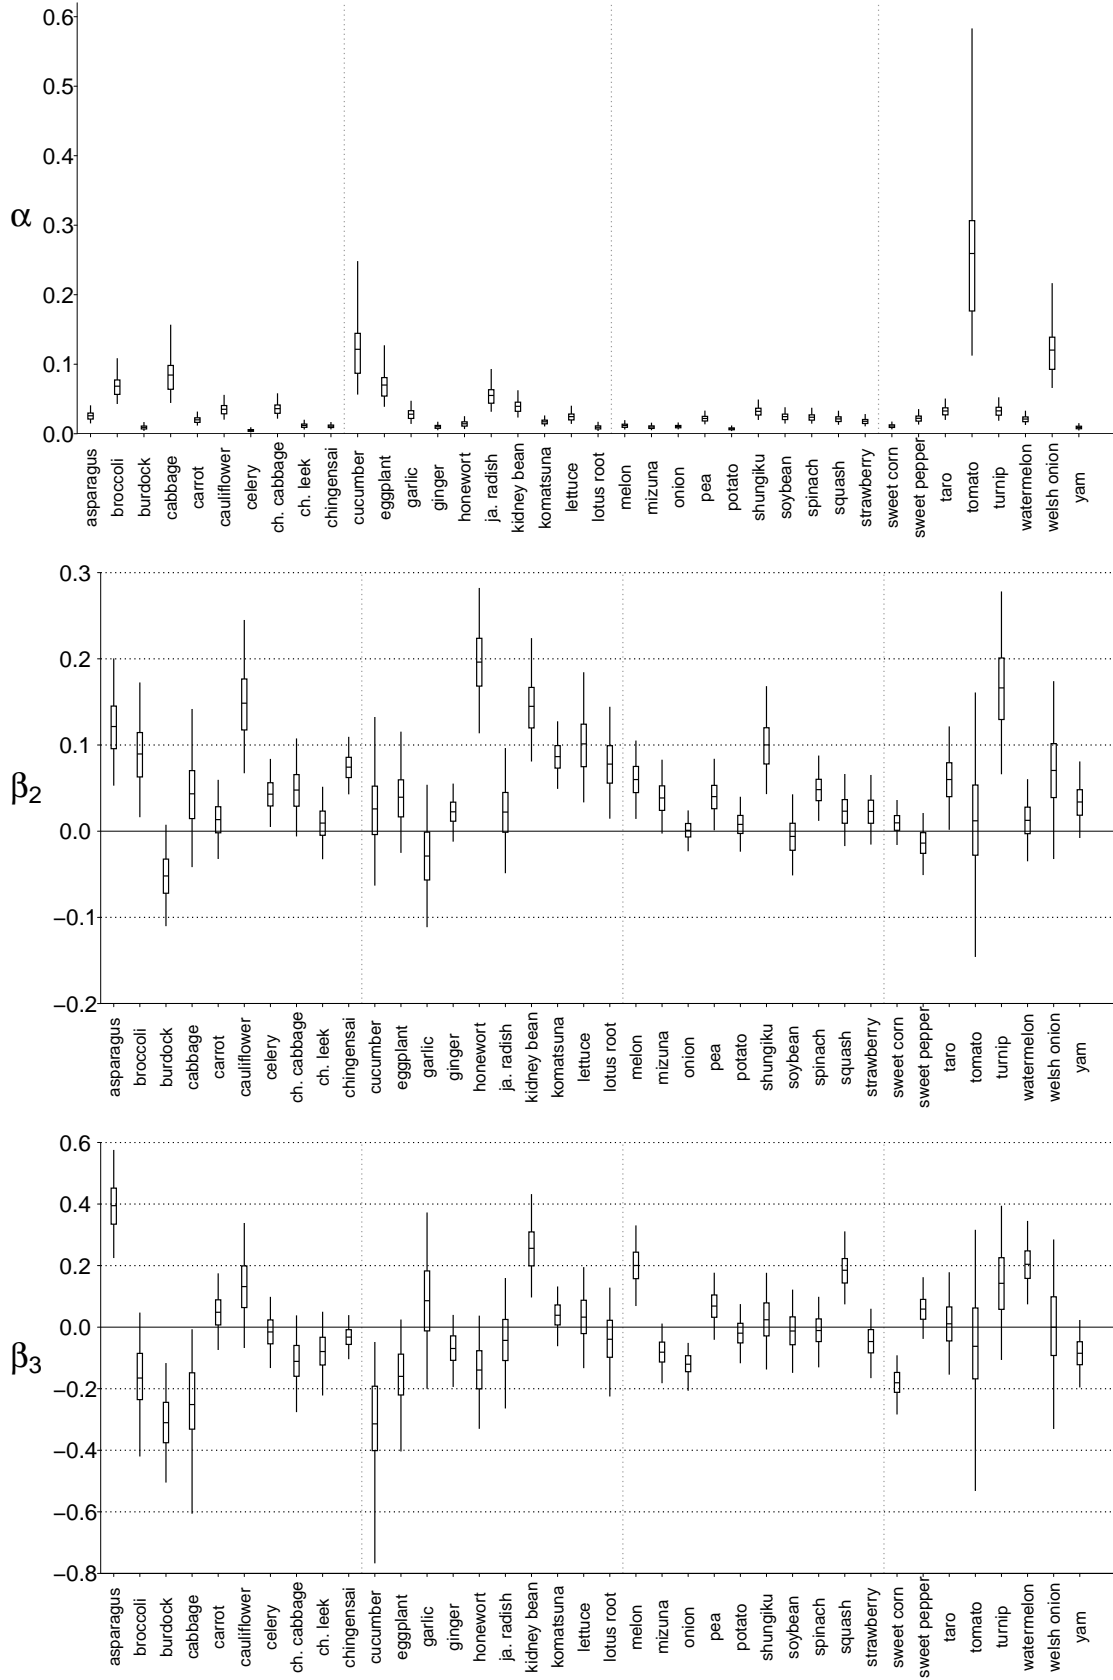 0.6
0.5
0.4
0.3
0.2
0.1
0.0
α
asparagus
broccoli
burdock
cabbage
carrot
cauliflower
celery
ch. cabbage
ch. leek
chingensai
cucumber
eggplant
garlic
ginger
honewort
ja. radish
kidney bean
komatsuna
lettuce
lotus root
melon
mizuna
onion
pea
potato
shungiku
soybean
spinach
squash
strawberry
sweet corn
sweet pepper
taro
tomato
turnip
watermelon
welsh onion
yam
0.3
0.2
0.1
0.0
−0.1
−0.2
β2
asparagus
broccoli
burdock
cabbage
carrot
cauliflower
celery
ch. cabbage
ch. leek
chingensai
cucumber
eggplant
garlic
ginger
honewort
ja. radish
kidney bean
komatsuna
lettuce
lotus root
melon
mizuna
onion
pea
potato
shungiku
soybean
spinach
squash
strawberry
sweet corn
sweet pepper
taro
tomato
turnip
watermelon
welsh onion
yam
0.6
0.4
0.2
0.0
−0.2
−0.4
−0.6
−0.8
β3
asparagus
broccoli
burdock
cabbage
carrot
cauliflower
celery
ch. cabbage
ch. leek
chingensai
cucumber
eggplant
garlic
ginger
honewort
ja. radish
kidney bean
komatsuna
lettuce
lotus root
melon
mizuna
onion
pea
potato
shungiku
soybean
spinach
squash
strawberry
sweet corn
sweet pepper
taro
tomato
turnip
watermelon
welsh onion
yam